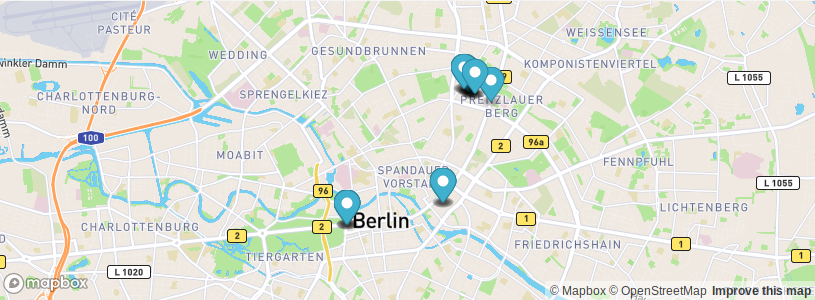 CITÉ
PASTEUR
WEDDING
GESUNDBRUNNEN
WEISSENSEE
winkler Damm
KOMPONISTENVIERTEL
9
L 1055
CHARLOTTENBURG-
NORD
SPRENGELKIEZ
PRENZLAUER
BERG
damm
100
MOABIT
2
96a
SPANDAUER
VORSTADT
FENNPFUHL
96
L 1055
LICHTENBERG
CHARLOTTENBURG
2
2
Berlin
1
FRIEDRICHSHAIN
1
1
TIERGARTEN
L 1020
mapbox
© Mapbox © OpenStreetMap Improve this map